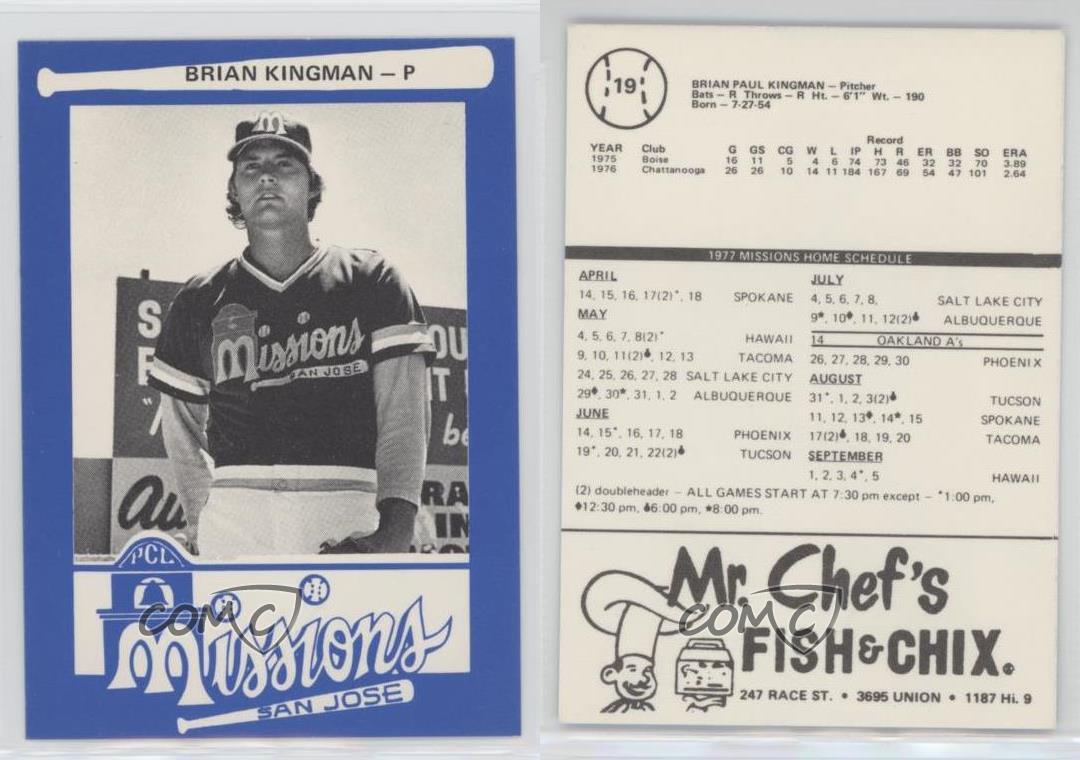 BRIAN KINGMAN – P
M
Missions
SAN JOSE
PCL
Missions
SAN JOSE
COMC
19
BRIAN PAUL KINGMAN – Pitcher
Bats – R Throws – R Ht. – 6'1" Wt. – 190
Born – 7-27-54
Record
YEAR Club G GS CG W L IP H R ER BB SO ERA
1975 Boise 16 11 5 4 6 74 73 46 32 32 70 3.89
1976 Chattanooga 26 26 10 14 11 184 167 69 54 47 101 2.64
1977 MISSIONS HOME SCHEDULE
APRIL
14, 15, 16, 17(2)*, 18 SPOKANE
MAY
4, 5, 6, 7, 8(2)* HAWAII
9, 10, 11(2)♠, 12, 13 TACOMA
24, 25, 26, 27, 28 SALT LAKE CITY
29♦, 30★, 31, 1, 2 ALBUQUERQUE
JUNE
14, 15*, 16, 17, 18 PHOENIX
19*, 20, 21, 22(2)♠ TUCSON
JULY
4, 5, 6, 7, 8, SALT LAKE CITY
9★, 10♦, 11, 12(2)♠ ALBUQUERQUE
14 OAKLAND A's
26, 27, 28, 29, 30 PHOENIX
AUGUST
31*, 1, 2, 3(2)♠ TUCSON
11, 12, 13♦, 14★, 15 SPOKANE
17(2)♠, 18, 19, 20 TACOMA
SEPTEMBER
1, 2, 3, 4*, 5 HAWAII
(2) doubleheader – ALL GAMES START AT 7:30 pm except – *1:00 pm,
♦12:30 pm, ♠6:00 pm, ★8:00 pm.
Mr. Chef's
FISH & CHIX.
247 RACE ST. • 3695 UNION • 1187 Hi. 9
COMC